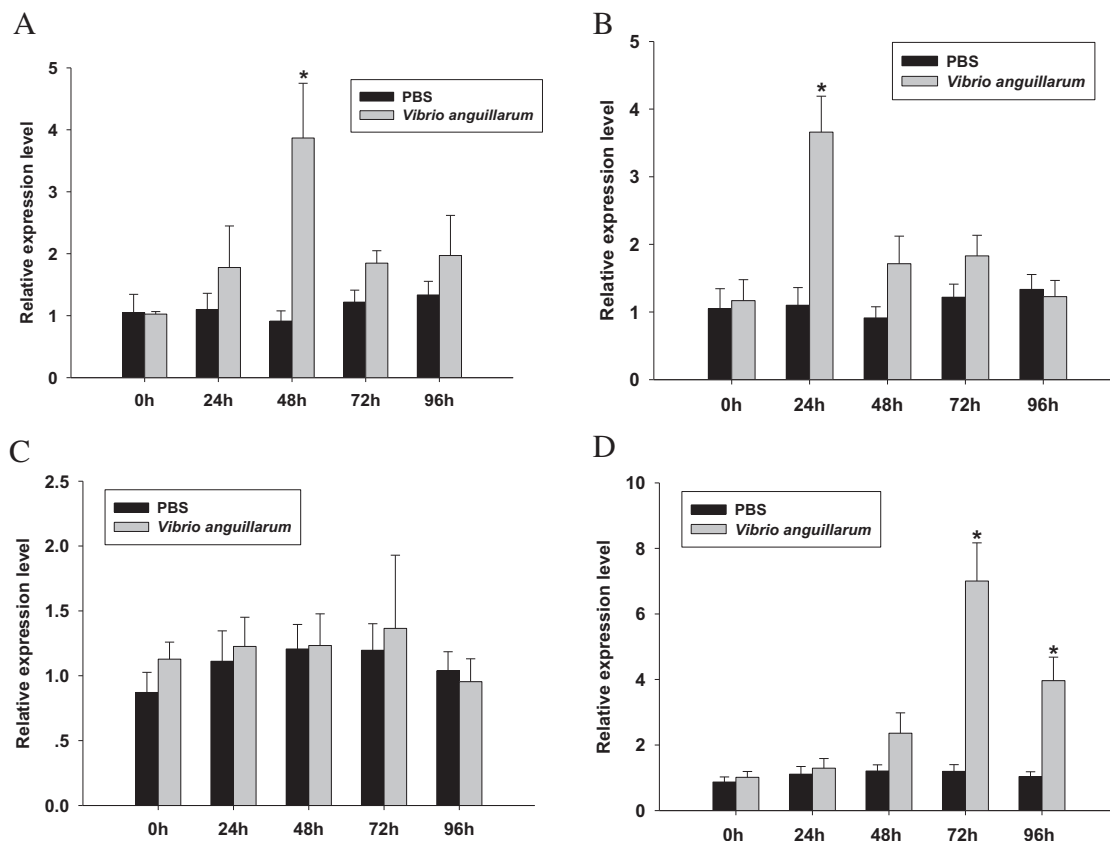 A
Relative expression level
5
4
3
2
1
0
*
PBS
Vibrio anguillarum
0h 24h 48h 72h 96h
B
Relative expression level
5
4
3
2
1
0
*
PBS
Vibrio anguillarum
0h 24h 48h 72h 96h
C
Relative expression level
2.5
2.0
1.5
1.0
.5
0.0
PBS
Vibrio anguillarum
0h 24h 48h 72h 96h
D
Relative expression level
10
8
6
4
2
0
PBS
Vibrio anguillarum
*
*
0h 24h 48h 72h 96h